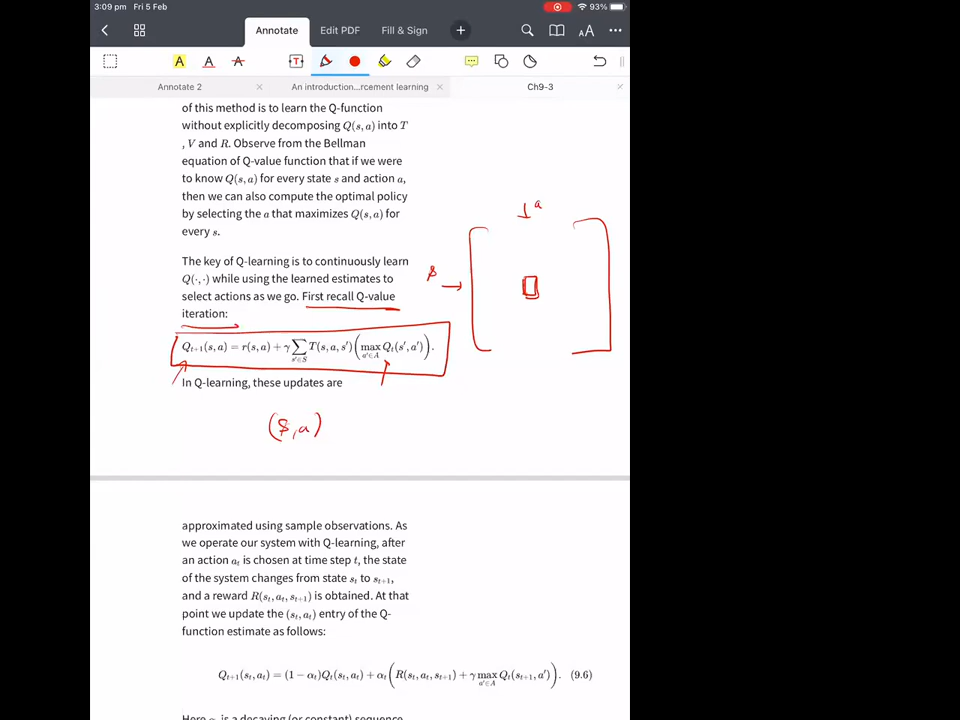 3:09 pm Fri 5 Feb
93%
Annotate
Edit PDF
Fill & Sign
AA
A A A T
Annotate 2
An introduction...rcement learning
Ch9-3
of this method is to learn the Q-function
without explicitly decomposing Q(s, a) into T
, V and R. Observe from the Bellman
equation of Q-value function that if we were
to know Q(s, a) for every state s and action a,
then we can also compute the optimal policy
by selecting the a that maximizes Q(s, a) for
every s.
a
The key of Q-learning is to continuously learn
Q(·, ·) while using the learned estimates to
s
select actions as we go. First recall Q-value
iteration:
Q_{t+1}(s, a) = r(s, a) + γ ∑_{s'∈S} T(s, a, s') ( max_{a'∈A} Q_t(s', a') ).
In Q-learning, these updates are
(s, a)
approximated using sample observations. As
we operate our system with Q-learning, after
an action a_t is chosen at time step t, the state
of the system changes from state s_t to s_{t+1},
and a reward R(s_t, a_t, s_{t+1}) is obtained. At that
point we update the (s_t, a_t) entry of the Q-
function estimate as follows:
Q_{t+1}(s_t, a_t) = (1 − α_t)Q_t(s_t, a_t) + α_t ( R(s_t, a_t, s_{t+1}) + γ max_{a'∈A} Q_t(s_{t+1}, a') ). (9.6)
Here α_t is a decaying (or constant) sequence